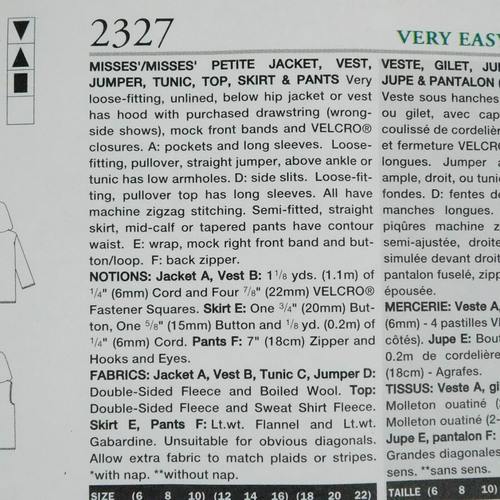 2327
VERY EASY
MISSES'/MISSES' PETITE JACKET, VEST,
JUMPER, TUNIC, TOP, SKIRT & PANTS Very
loose-fitting, unlined, below hip jacket or vest
has hood with purchased drawstring (wrong-
side shows), mock front bands and VELCRO®
closures. A: pockets and long sleeves. Loose-
fitting, pullover, straight jumper, above ankle or
tunic has low armholes. D: side slits. Loose-fit-
ting, pullover top has long sleeves. All have
machine zigzag stitching. Semi-fitted, straight
skirt, mid-calf or tapered pants have contour
waist. E: wrap, mock right front band and but-
ton/loop. F: back zipper.
NOTIONS: Jacket A, Vest B: 1 1/8 yds. (1.1m) of
1/4" (6mm) Cord and Four 7/8" (22mm) VELCRO®
Fastener Squares. Skirt E: One 3/4" (20mm) But-
ton, One 5/8" (15mm) Button and 1/8 yd. (0.2m) of
1/4" (6mm) Cord. Pants F: 7" (18cm) Zipper and
Hooks and Eyes.
FABRICS: Jacket A, Vest B, Tunic C, Jumper D:
Double-Sided Fleece and Boiled Wool. Top:
Double-Sided Fleece and Sweat Shirt Fleece.
Skirt E, Pants F: Lt.wt. Flannel and Lt.wt.
Gabardine. Unsuitable for obvious diagonals.
Allow extra fabric to match plaids or stripes.
*with nap. **without nap.
SIZE (6 8 10) (12 14 16) (18 20 22)
VESTE, GILET, JU
JUPE & PANTALON (
Veste sous hanches
ou gilet, avec cap
coulissé de cordeliè
et fermeture VELCR
longues. Jumper a
ample, droit, ou tuni
fondes. D: fentes de
manches longues.
piqûres machine z
semi-ajustée, droite
simulée devant droit
pantalon fuselé, zipp
épousée.
MERCERIE: Veste A,
(6mm) - 4 pastilles V
côtés). Jupe E: Bout
0.2m de cordelière
(18cm) - Agrafes.
TISSUS: Veste A, gi
Molleton ouatiné (
Molleton ouatiné (2-
Jupe E, pantalon F:
Grandes diagonales
sens. **sans sens.
TAILLE (6 8 10)